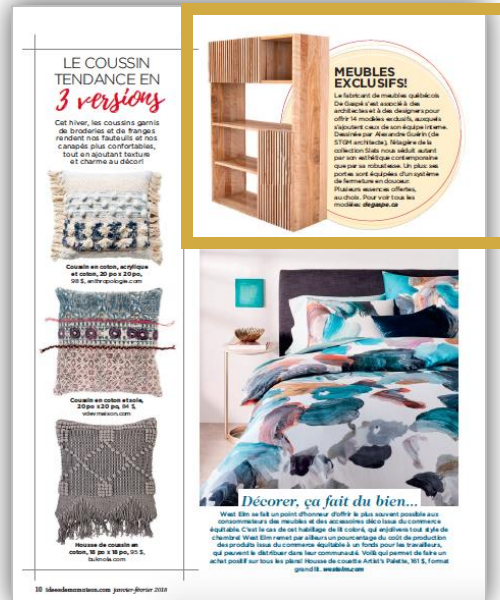 LE COUSSIN
TENDANCE EN
3 versions
Cet hiver, les coussins garnis
de broderies et de franges
rendent nos fauteuils et nos
canapés plus confortables,
tout en ajoutant texture
et charme au décor!
Coussin en coton, acrylique
et coton, 20 po x 20 po,
98 $, anthropologie.com
Coussin en coton et soie,
20 po x 20 po, 64 $,
vdevmaison.com
Housse de coussin en
coton, 18 po x 18 po, 95 $,
buknola.com
MEUBLES
EXCLUSIFS!
Le fabricant de meubles québécois
De Gaspé s'est associé à des
architectes et à des designers pour
offrir 14 modèles exclusifs, auxquels
s'ajoutent ceux de son équipe interne.
Dessinée par Alexandre Guérin (de
STGM architecte), l'étagère de la
collection Slats nous séduit autant
par son esthétique contemporaine
que par sa robustesse. Un plus: ses
portes sont équipées d'un système
de fermeture en douceur.
Plusieurs essences offertes,
au choix. Pour voir tous les
modèles: degaspe.ca
Décorer, ça fait du bien...
West Elm se fait un point d'honneur d'offrir le plus souvent possible aux
consommateurs des meubles et des accessoires déco issus du commerce
équitable. C'est le cas de cet habillage de lit coloré, qui enjolivera tout style de
chambre! West Elm remet par ailleurs un pourcentage du coût de production
des produits issus du commerce équitable à un fonds pour les travailleurs,
qui peuvent le distribuer dans leur communauté. Voilà qui permet de faire un
achat positif sur tous les plans! Housse de couette Artist's Palette, 161 $, format
grand lit. westelm.com
10 ideesdemamaison.com janvier-février 2018